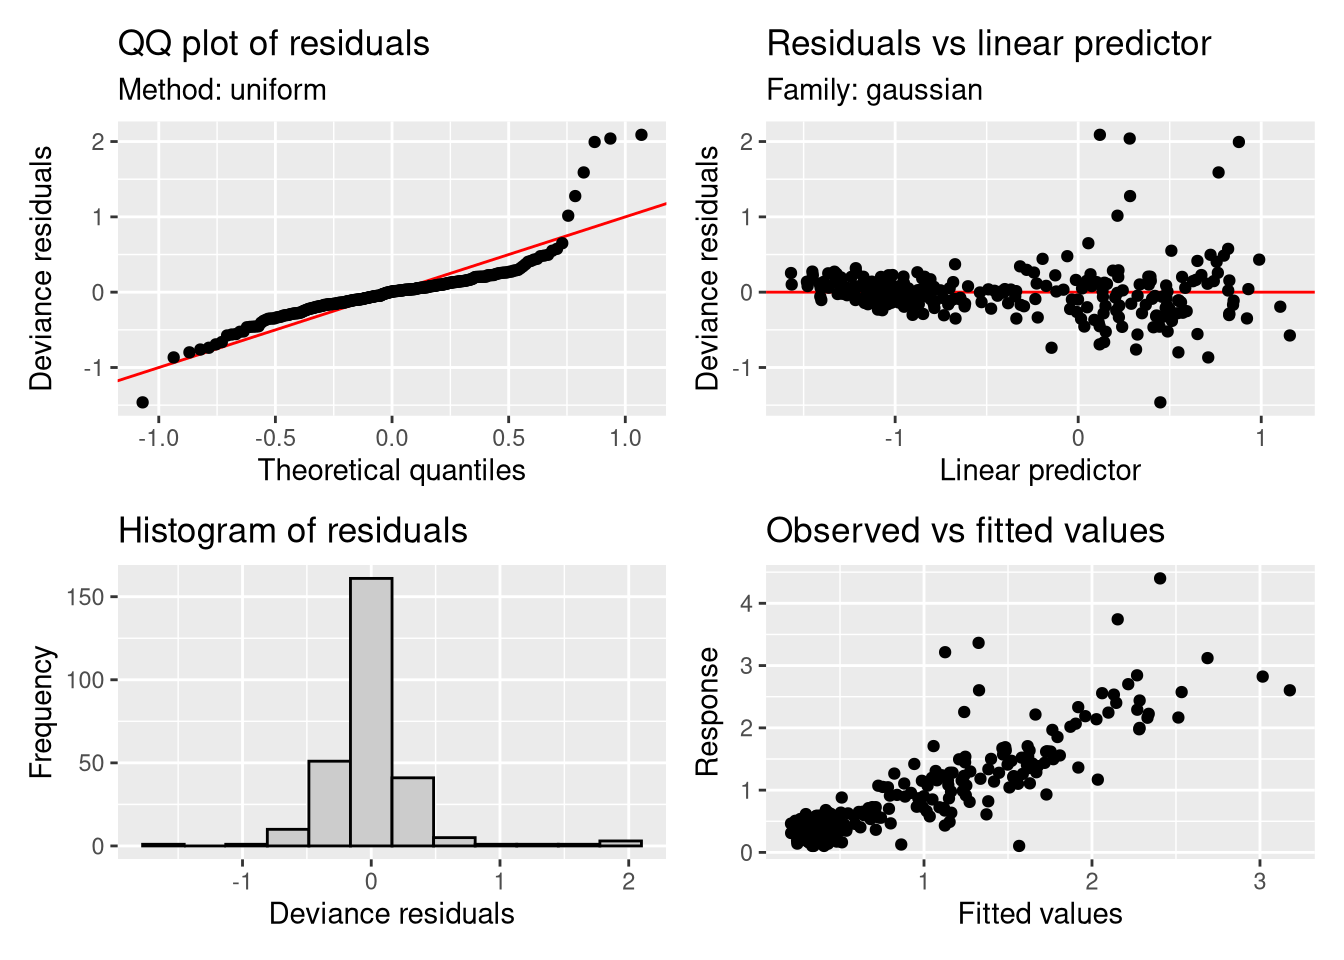 QQ plot of residuals
Method: uniform
Deviance residuals
2
1
0
-1
-1.0 -0.5 0.0 0.5 1.0
Theoretical quantiles
Residuals vs linear predictor
Family: gaussian
Deviance residuals
2
1
0
-1
-1 0 1
Linear predictor
Histogram of residuals
Frequency
150
100
50
0
-1 0 1 2
Deviance residuals
Observed vs fitted values
Response
4
3
2
1
0
1 2 3
Fitted values